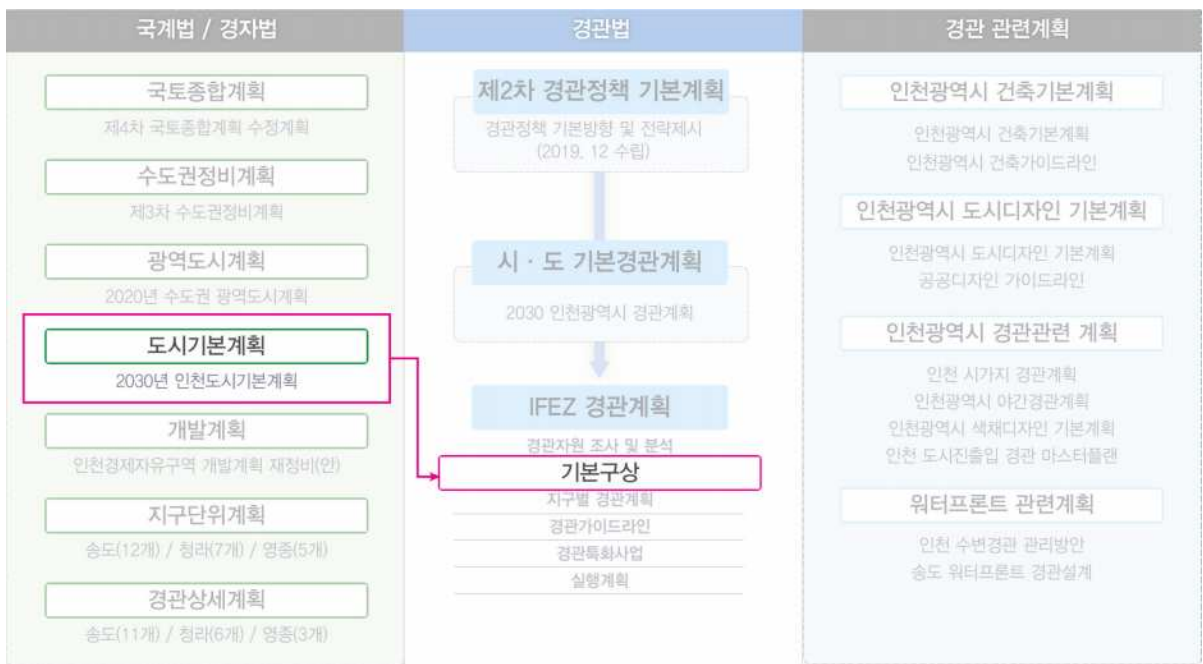 국계법 / 경자법
국토종합계획
제4차 국토종합계획 수정계획
수도권정비계획
제3차 수도권정비계획
광역도시계획
2020년 수도권 광역도시계획
도시기본계획
2030년 인천도시기본계획
개발계획
인천경제자유구역 개발계획 재정비(안)
지구단위계획
송도(12개) / 청라(7개) / 영종(5개)
경관상세계획
송도(11개) / 청라(6개) / 영종(3개)
경관법
제2차 경관정책 기본계획
경관정책 기본방향 및 전략제시
(2019. 12 수립)
시 · 도 기본경관계획
2030 인천광역시 경관계획
IFEZ 경관계획
경관자원 조사 및 분석
기본구상
지구별 경관계획
경관가이드라인
경관특화사업
실행계획
경관 관련계획
인천광역시 건축기본계획
인천광역시 건축기본계획
인천광역시 건축가이드라인
인천광역시 도시디자인 기본계획
인천광역시 도시디자인 기본계획
공공디자인 가이드라인
인천광역시 경관관련 계획
인천 시가지 경관계획
인천광역시 야간경관계획
인천광역시 색채디자인 기본계획
인천 도시진출입 경관 마스터플랜
워터프론트 관련계획
인천 수변경관 관리방안
송도 워터프론트 경관설계